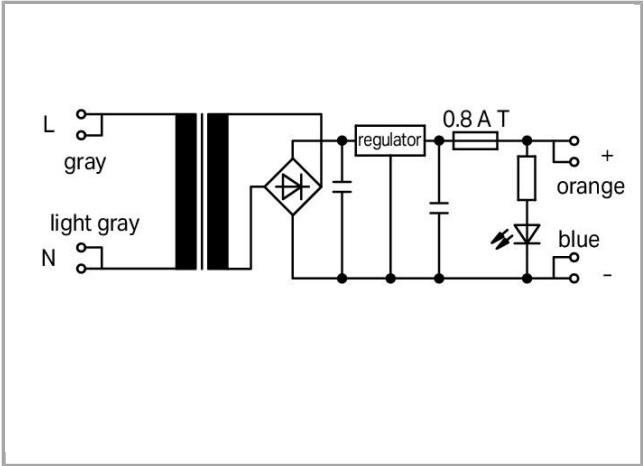 L
gray
light gray
N
regulator
0.8 A T
+
orange
blue
-